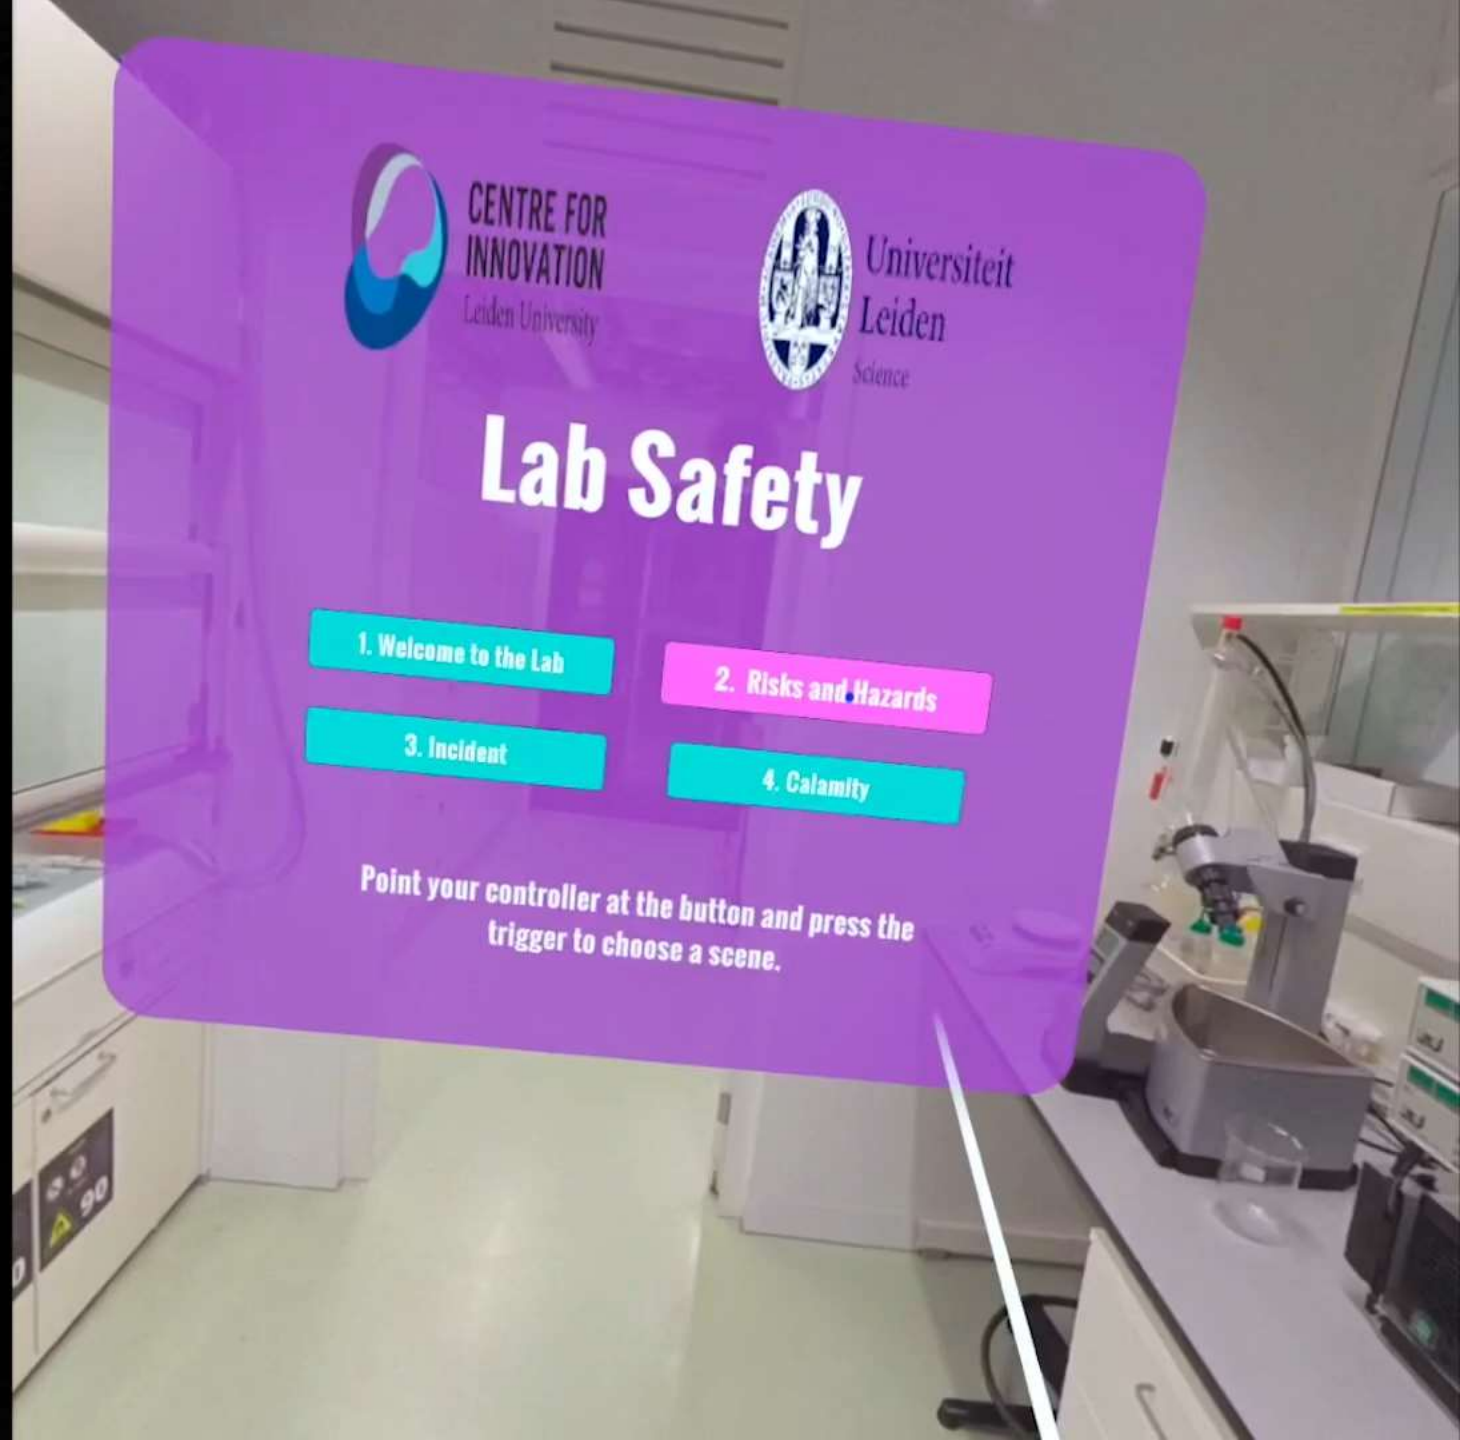 CENTRE FOR
INNOVATION
Leiden University
Universiteit
Leiden
Science
Lab Safety
1. Welcome to the Lab
2. Risks and Hazards
3. Incident
4. Calamity
Point your controller at the button and press the
trigger to choose a scene.
90